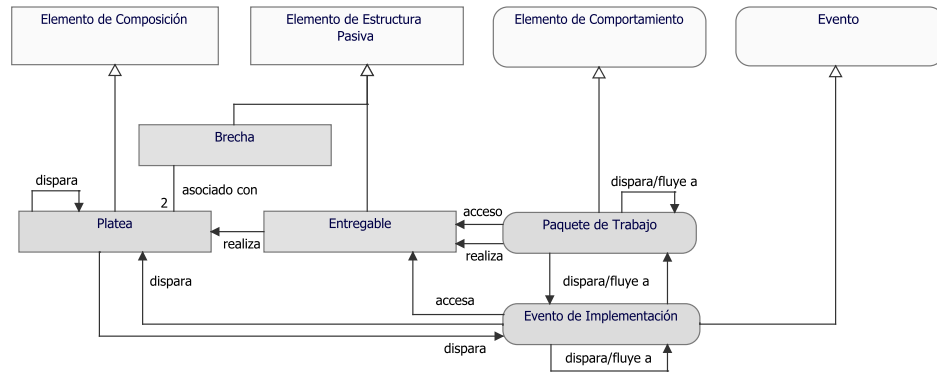 Elemento de Composición
Elemento de Estructura
Pasiva
Elemento de Comportamiento
Evento
Brecha
dispara
asociado con
2
dispara/fluye a
Platea
Entregable
Paquete de Trabajo
acceso
realiza
realiza
dispara
dispara/fluye a
accesa
Evento de Implementación
dispara
dispara/fluye a